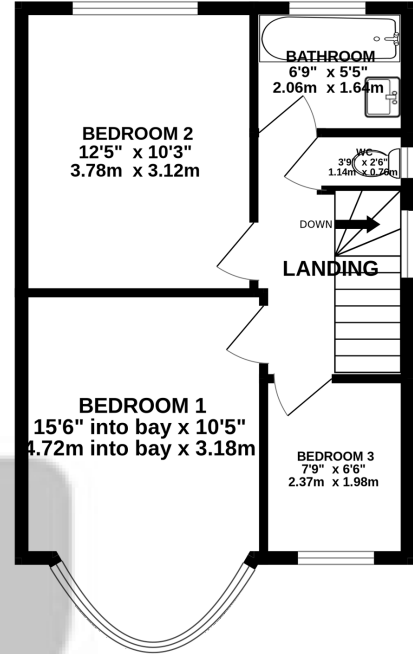 BATHROOM
6'9" x 5'5"
2.06m x 1.64m
BEDROOM 2
12'5" x 10'3"
3.78m x 3.12m
WC
3'9" x 2'6"
1.14m x 0.76m
DOWN
LANDING
BEDROOM 1
15'6" into bay x 10'5"
4.72m into bay x 3.18m
BEDROOM 3
7'9" x 6'6"
2.37m x 1.98m